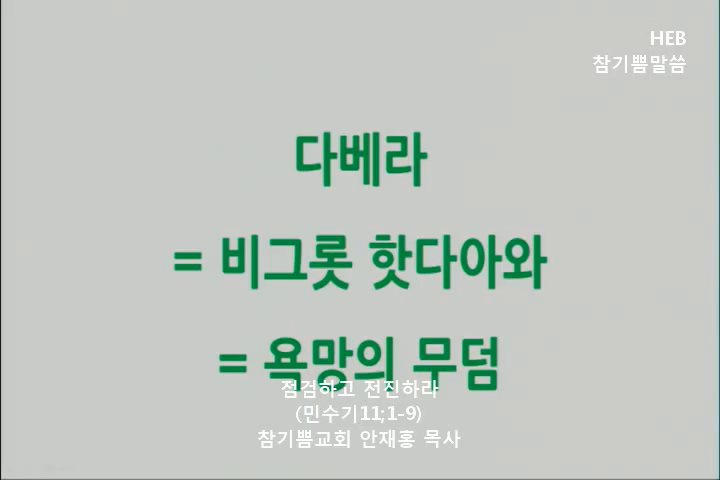 HEB
참기쁨말씀
다베라
= 비그롯 핫다아와
= 욕망의 무덤
점검하고 전진하라
(민수기11;1-9)
참기쁨교회 안재홍 목사